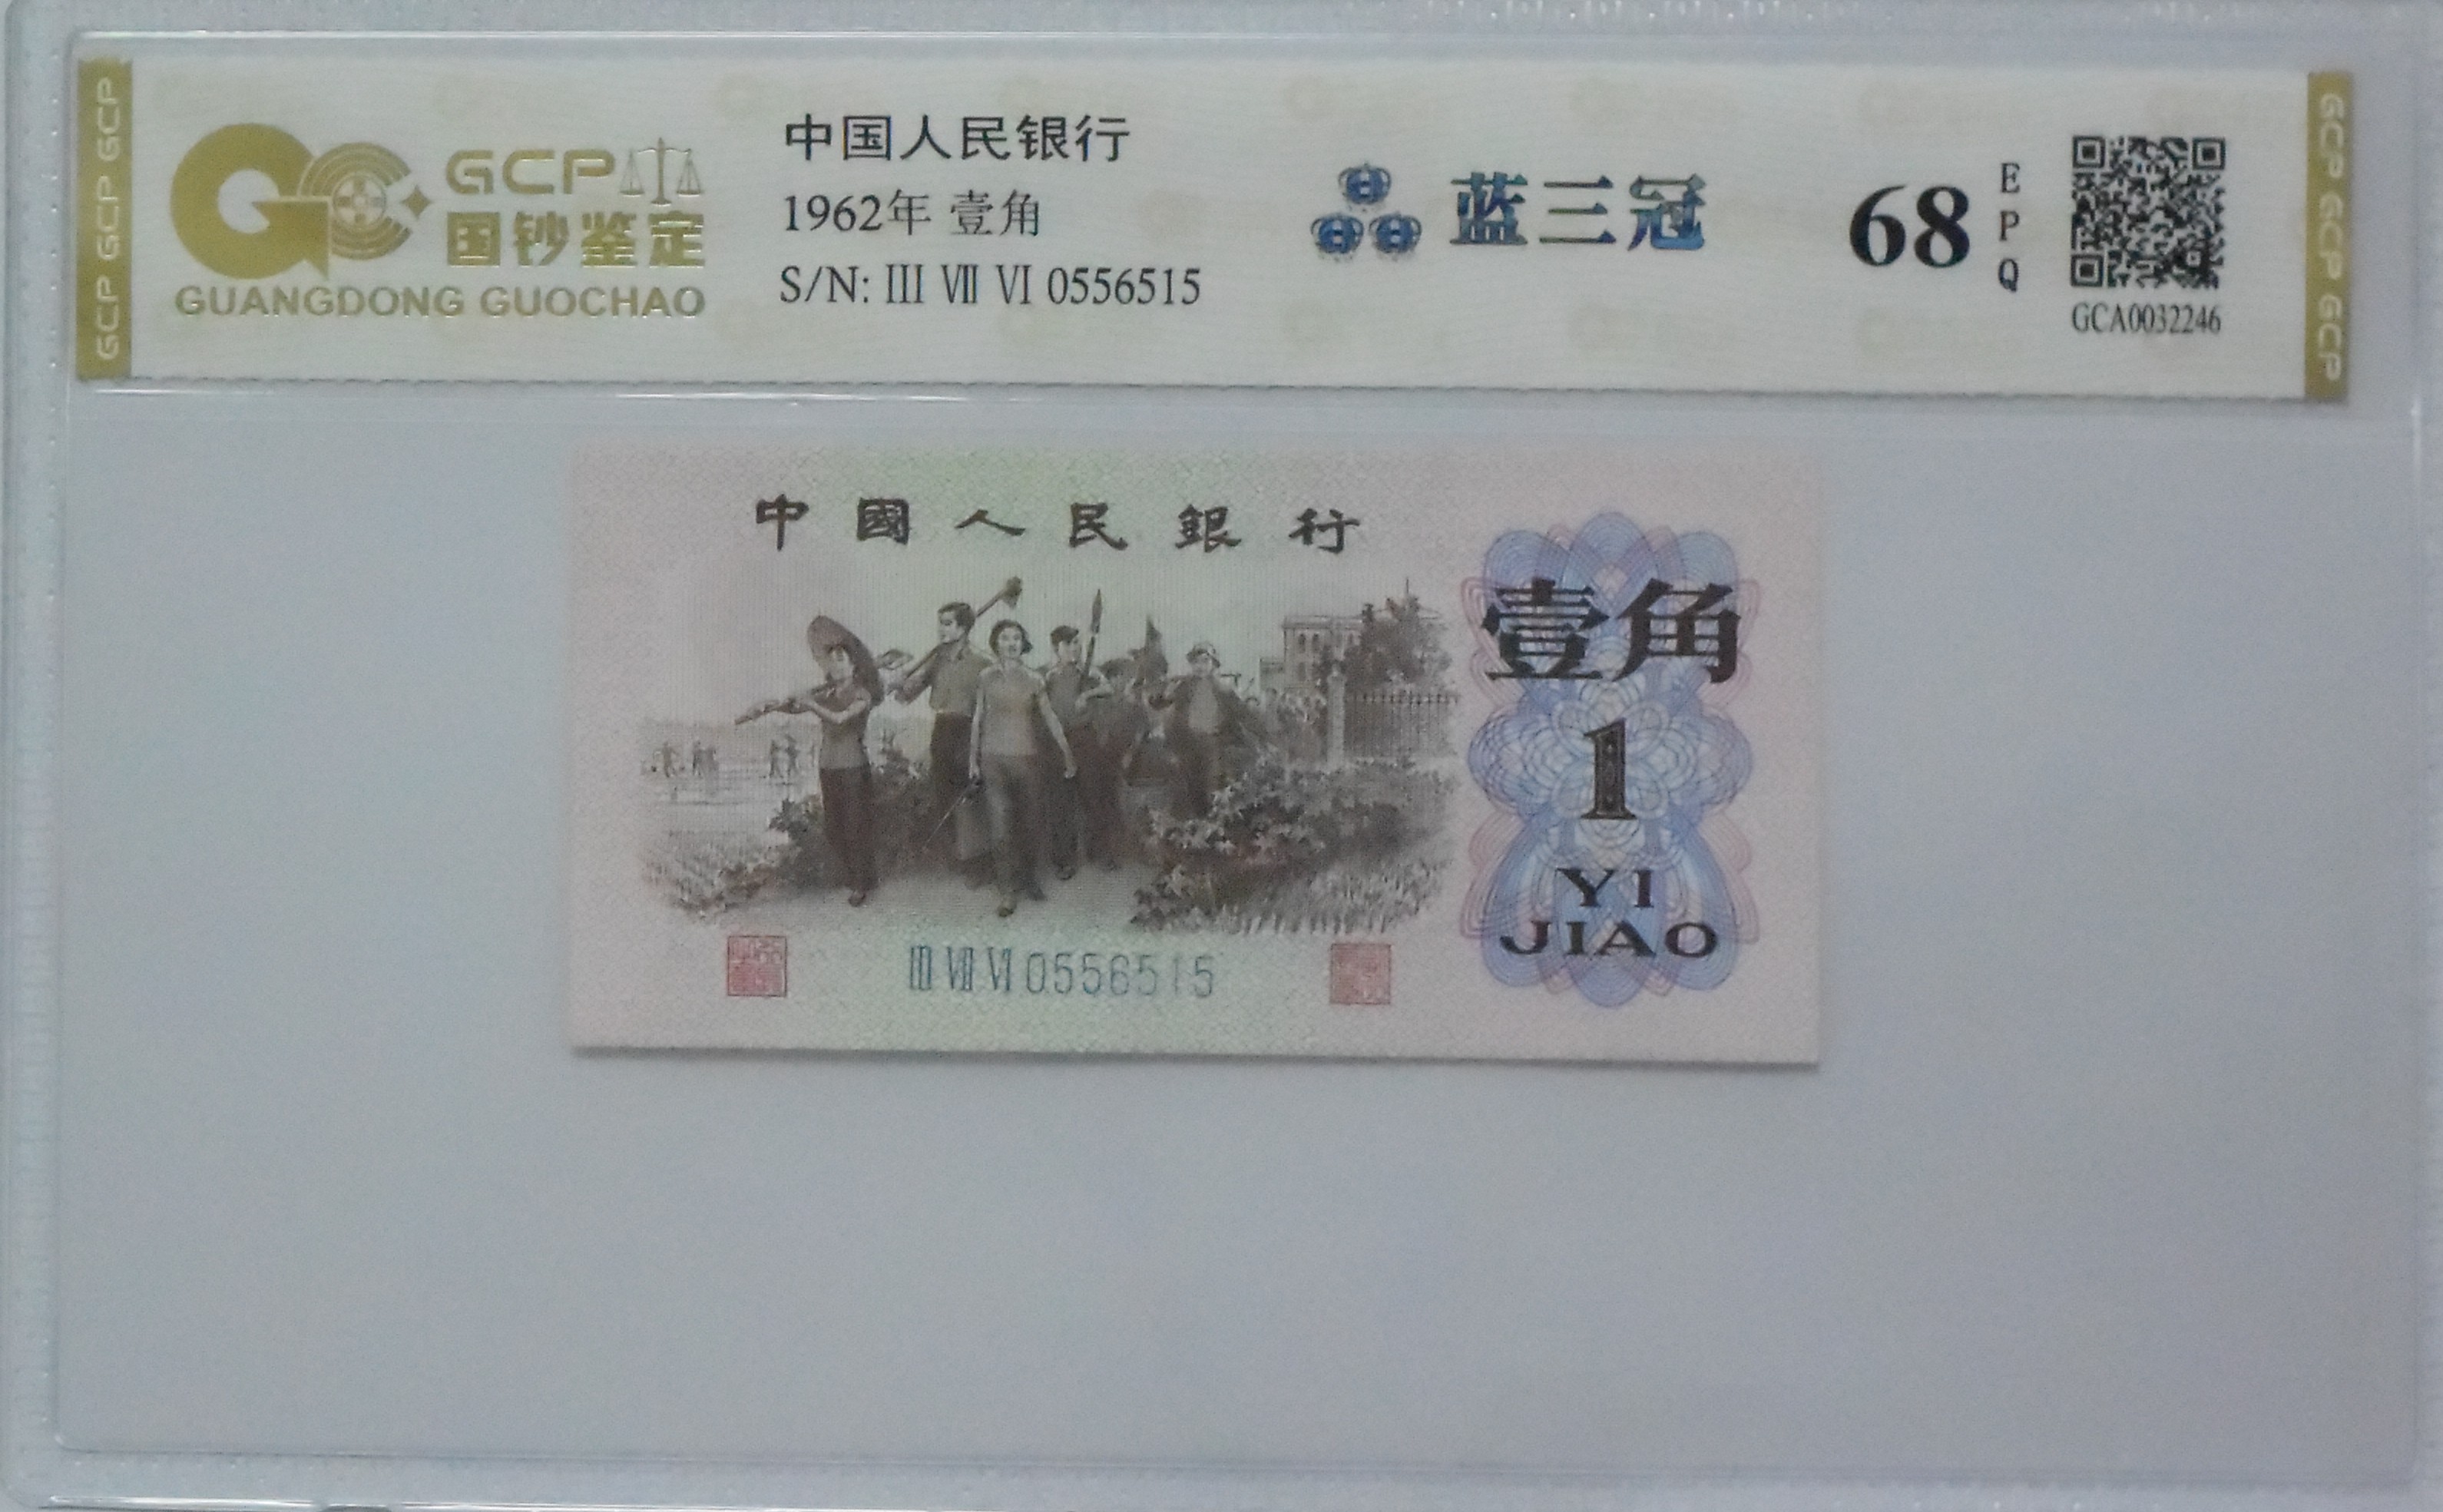 GCP GCP GCP
GCP
国钞鉴定
GUANGDONG GUOCHAO
中国人民银行
1962年 壹角
S/N: III VII VI 0556515
蓝三冠
68
E
P
Q
GCA0032246
GCP GCP GCP
中國人民銀行
壹角
1
YI
JIAO
III VII VI 0556515